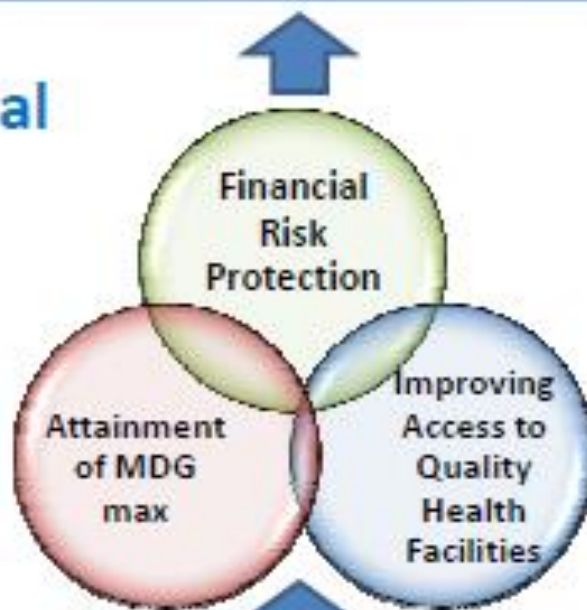 al
Financial
Risk
Protection
Attainment
of MDG
max
Improving
Access to
Quality
Health
Facilities